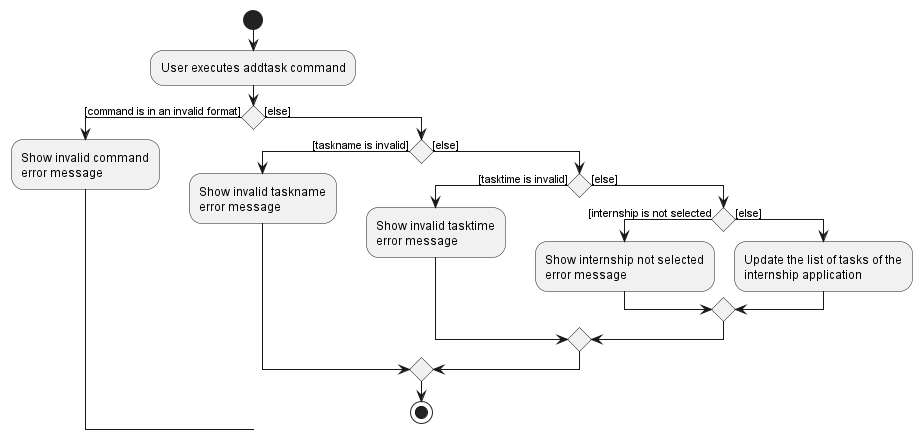 User executes addtask command
[command is in an invalid format]
[else]
Show invalid command
error message
[taskname is invalid]
[else]
Show invalid taskname
error message
[tasktime is invalid]
[else]
Show invalid tasktime
error message
[internship is not selected
[else]
Show internship not selected
error message
Update the list of tasks of the
internship application